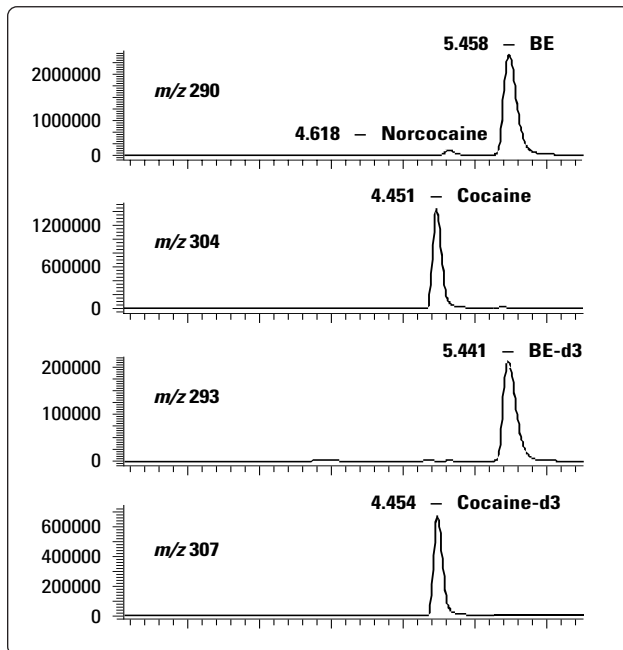 5.458 – BE
2000000
m/z 290
1000000
4.618 – Norcocaine
0
4.451 – Cocaine
1200000
m/z 304
600000
0
5.441 – BE-d3
200000
m/z 293
100000
0
4.454 – Cocaine-d3
600000
m/z 307
400000
200000
0